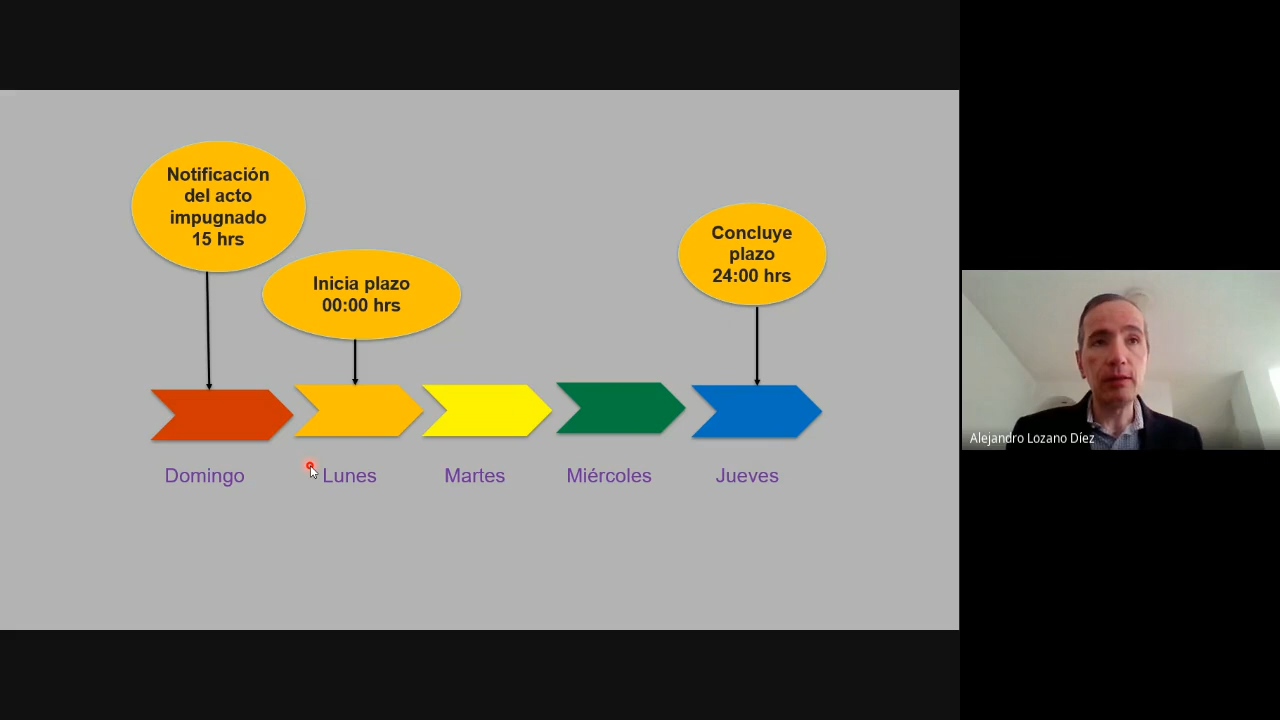 Notificación
del acto
impugnado
15 hrs
Inicia plazo
00:00 hrs
Concluye
plazo
24:00 hrs
Domingo
Lunes
Martes
Miércoles
Jueves
Alejandro Lozano Díez